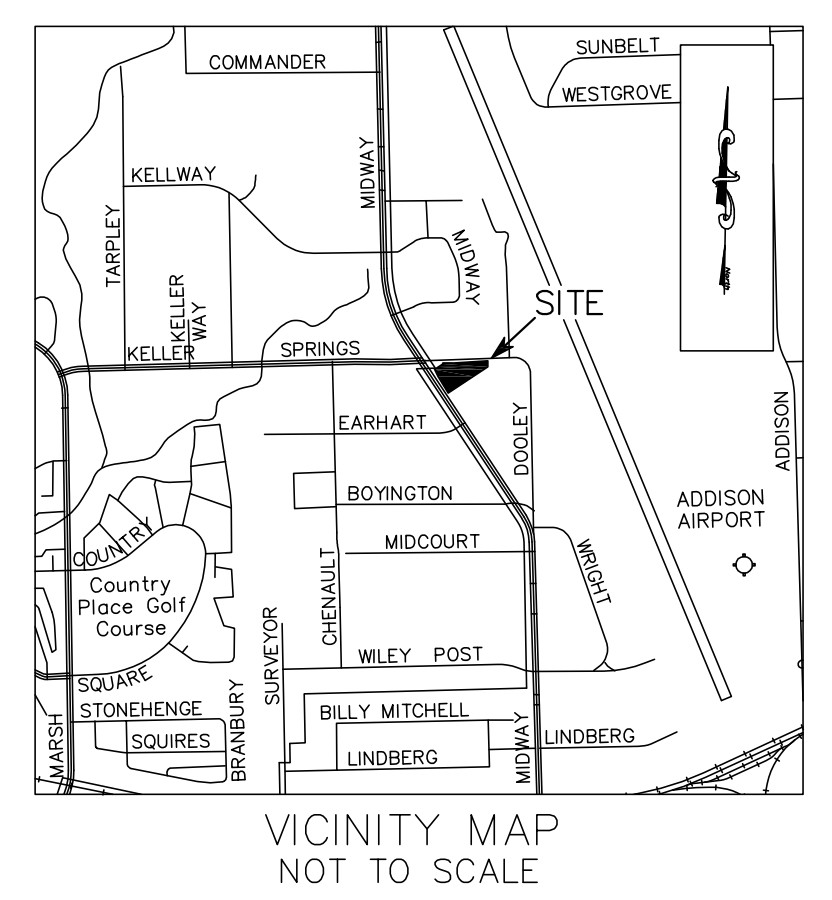 SUNBELT
COMMANDER
WESTGROVE
MIDWAY
KELLWAY
TARPLEY
MIDWAY
North
KELLER
WAY
SITE
KELLER SPRINGS
ADDISON
DOOLEY
EARHART
BOYINGTON
ADDISON
AIRPORT
COUNTRY
MIDCOURT
WRIGHT
CHENAULT
Country
Place Golf
Course
SURVEYOR
WILEY POST
SQUARE
BRANBURY
STONEHENGE
BILLY MITCHELL
MARSH
SQUIRES
MIDWAY
LINDBERG
LINDBERG
VICINITY MAP
NOT TO SCALE